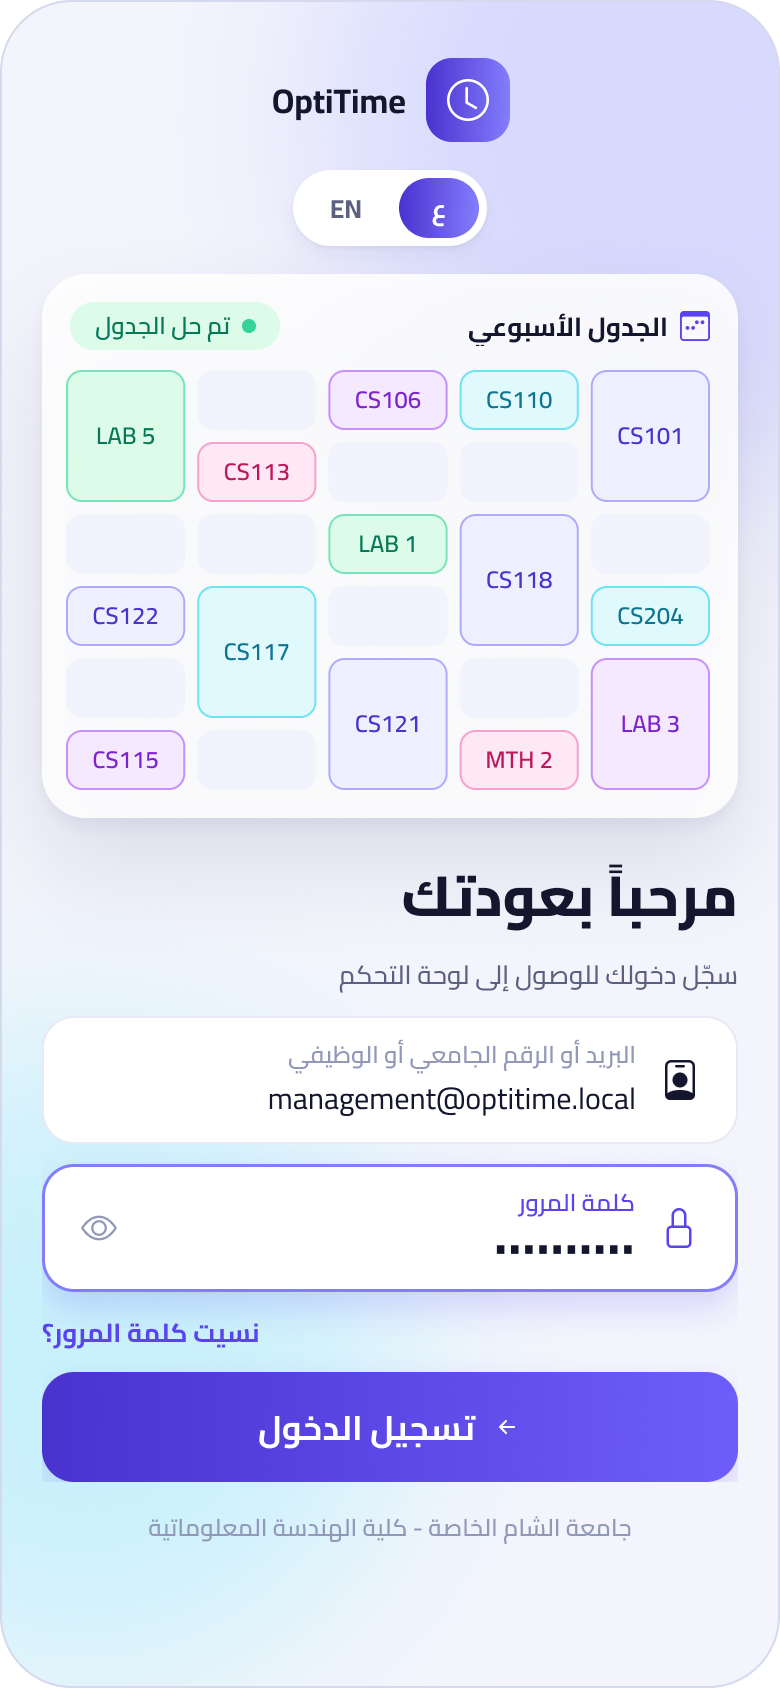 OptiTime
ع EN
الجدول الأسبوعي
تم حل الجدول
CS101 CS110 CS106 LAB 5
CS113
CS118 LAB 1
CS204 CS117 CS122
LAB 3 CS121
MTH 2 CS115
مرحباً بعودتك
سجّل دخولك للوصول إلى لوحة التحكم
البريد أو الرقم الجامعي أو الوظيفي
management@optitime.local
كلمة المرور
نسيت كلمة المرور؟
تسجيل الدخول
جامعة الشام الخاصة - كلية الهندسة المعلوماتية